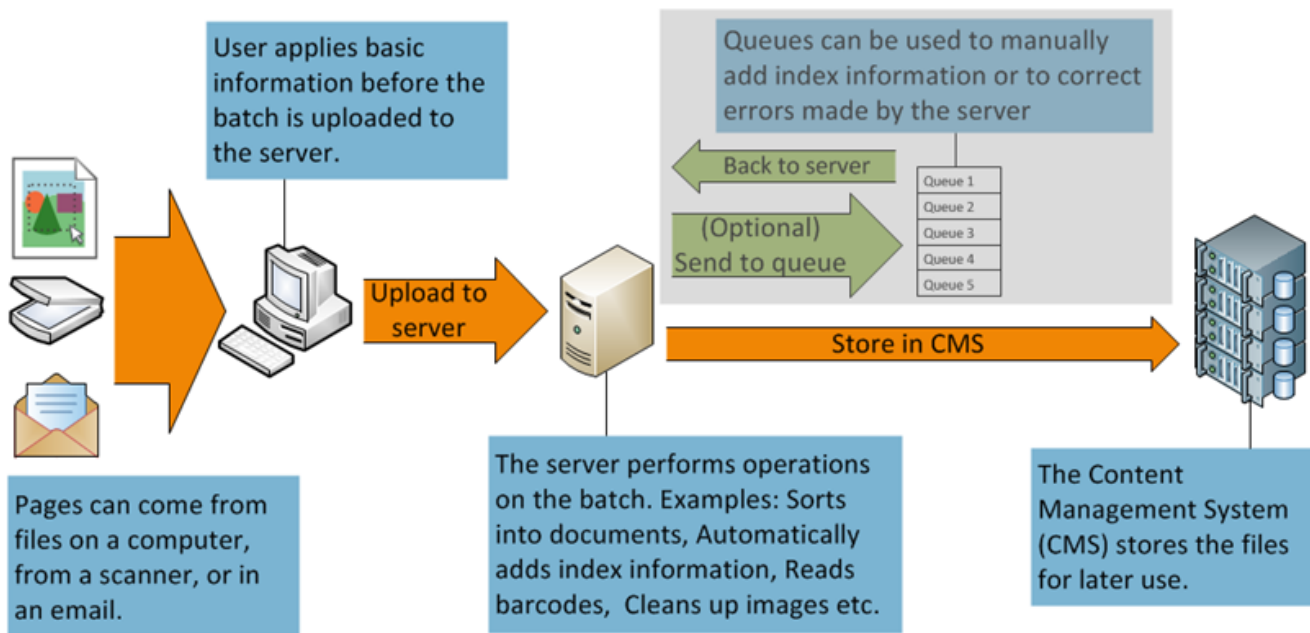 User applies basic
information before the
batch is uploaded to
the server.
Queues can be used to manually
add index information or to correct
errors made by the server
Back to server
(Optional)
Send to queue
Queue 1
Queue 2
Queue 3
Queue 4
Queue 5
Upload to
server
Store in CMS
Pages can come from
files on a computer,
from a scanner, or in
an email.
The server performs operations
on the batch. Examples: Sorts
into documents, Automatically
adds index information, Reads
barcodes,  Cleans up images etc.
The Content
Management System
(CMS) stores the files
for later use.